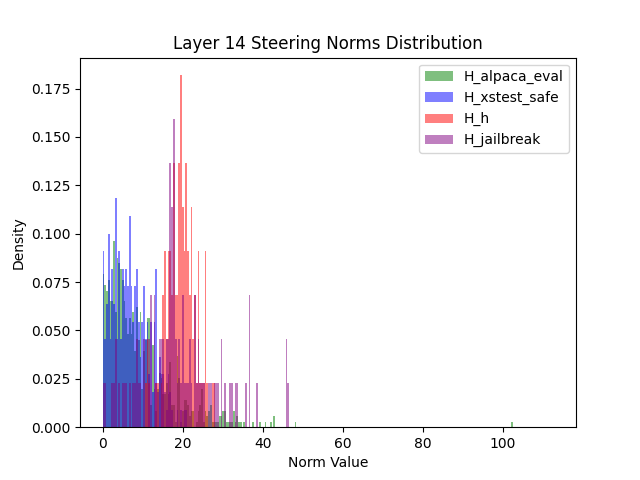 Layer 14 Steering Norms Distribution
H_alpaca_eval
H_xstest_safe
H_h
H_jailbreak
0.175
0.150
0.125
0.100
0.075
0.050
0.025
0.000
Density
0 20 40 60 80 100
Norm Value